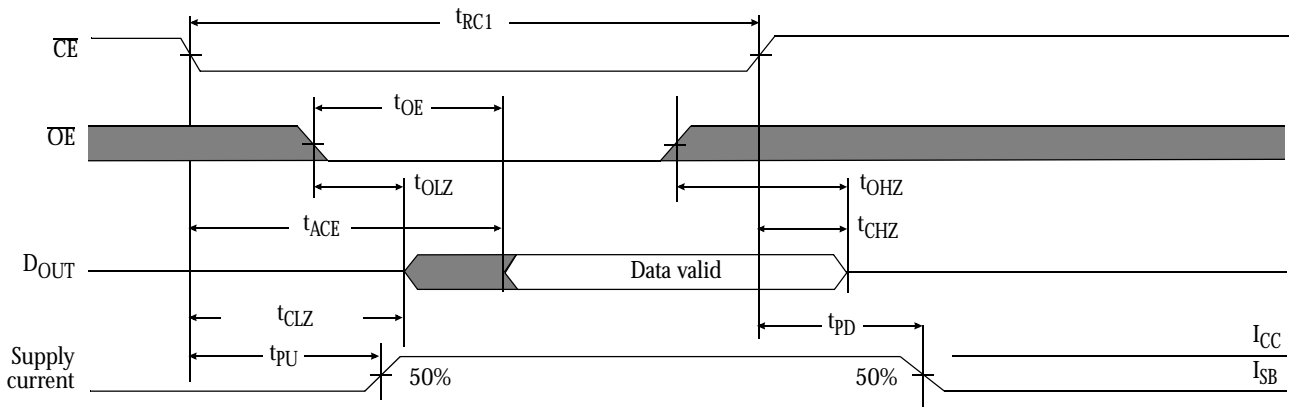 tRC1
CE
tOE
OE
tOLZ
tOHZ
tACE
tCHZ
DOUT
Data valid
tCLZ
tPD
tPU
ICC
Supply
current
50%
50%
ISB